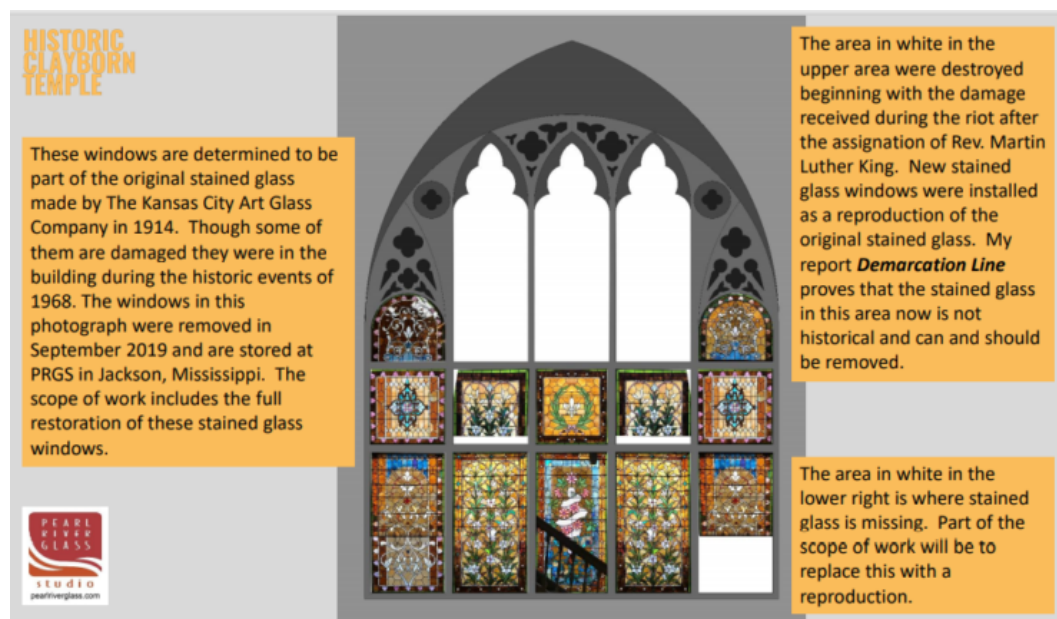 HISTORIC
CLAYBORN
TEMPLE
These windows are determined to be
part of the original stained glass
made by The Kansas City Art Glass
Company in 1914.  Though some of
them are damaged they were in the
building during the historic events of
1968. The windows in this
photograph were removed in
September 2019 and are stored at
PRGS in Jackson, Mississippi.  The
scope of work includes the full
restoration of these stained glass
windows.
PEARL
RIVER
GLASS
studio
pearlriverglass.com
The area in white in the
upper area were destroyed
beginning with the damage
received during the riot after
the assignation of Rev. Martin
Luther King.  New stained
glass windows were installed
as a reproduction of the
original stained glass.  My
report Demarcation Line
proves that the stained glass
in this area now is not
historical and can and should
be removed.
The area in white in the
lower right is where stained
glass is missing.  Part of the
scope of work will be to
replace this with a
reproduction.